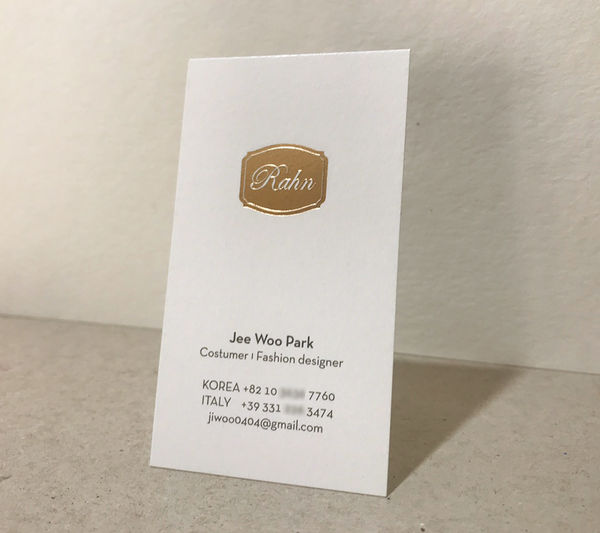 Rahn
Jee Woo Park
Costumer | Fashion designer
KOREA +82 10 7760
ITALY +39 331 3474
jiwoo0404@gmail.com